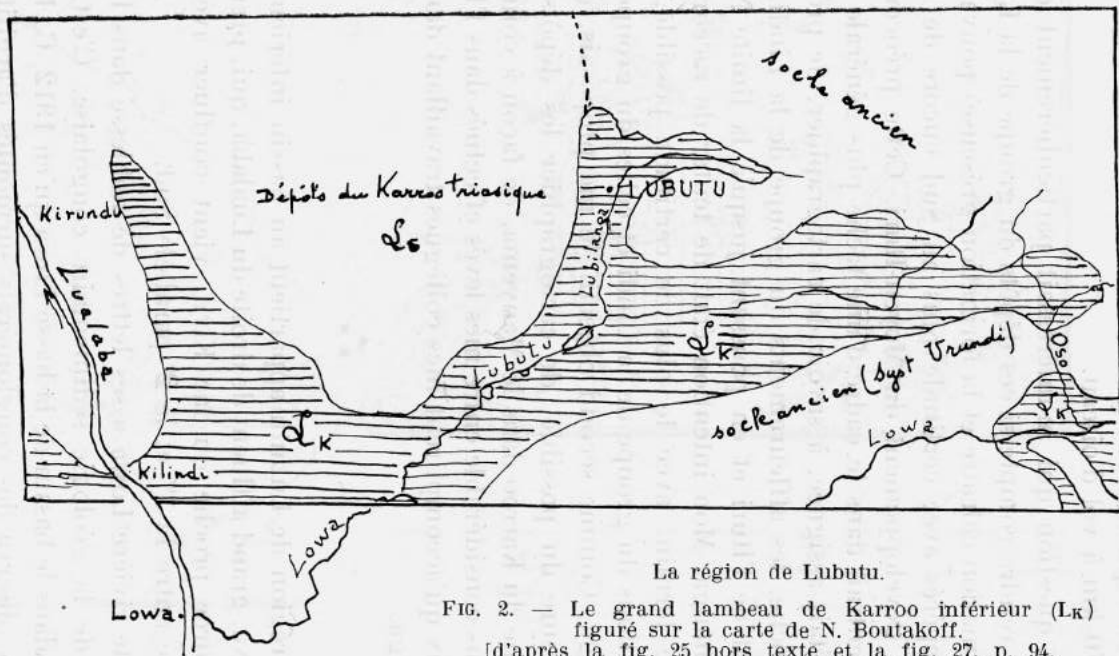 socle ancien
Dépôts du Karroo triasique
Ls
LUBUTU
Kirundu
Lualaba
Lubilanga
Lubutu
LK
socle ancien (Syst Urundi)
Oso
LK
Lowa
LK
Kilindi
Lowa
Lowa
La région de Lubutu.
FIG. 2. — Le grand lambeau de Karroo inférieur (LK)
figuré sur la carte de N. Boutakoff.
[d'après la fig. 25 hors texte et la fig. 27, p. 94,